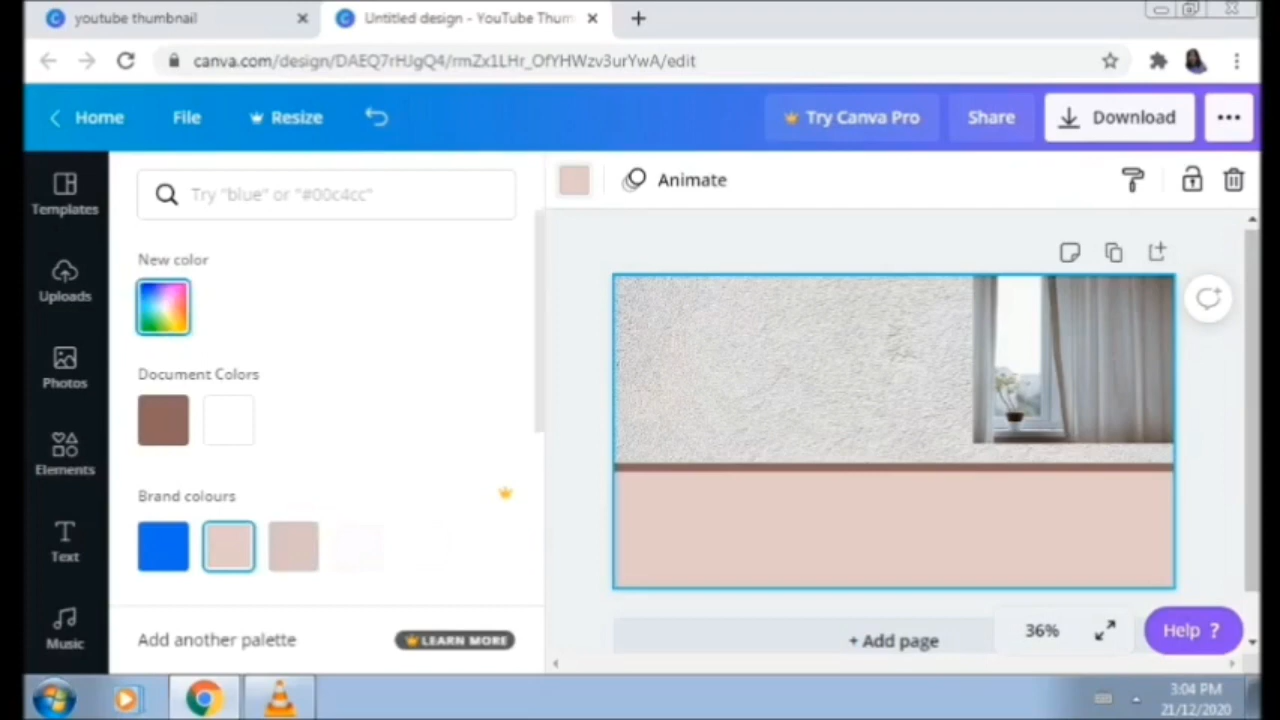 youtube thumbnail
Untitled design - YouTube Thum
canva.com/design/DAEQ7rHJgQ4/rmZx1LHr_OfYHWzv3urYwA/edit
Home
File
Resize
Try Canva Pro
Share
Download
Templates
Uploads
Photos
Elements
Text
Music
Try "blue" or "#00c4cc"
New color
Document Colors
Brand colours
Add another palette
LEARN MORE
Animate
+ Add page
36%
Help ?
3:04 PM
21/12/2020